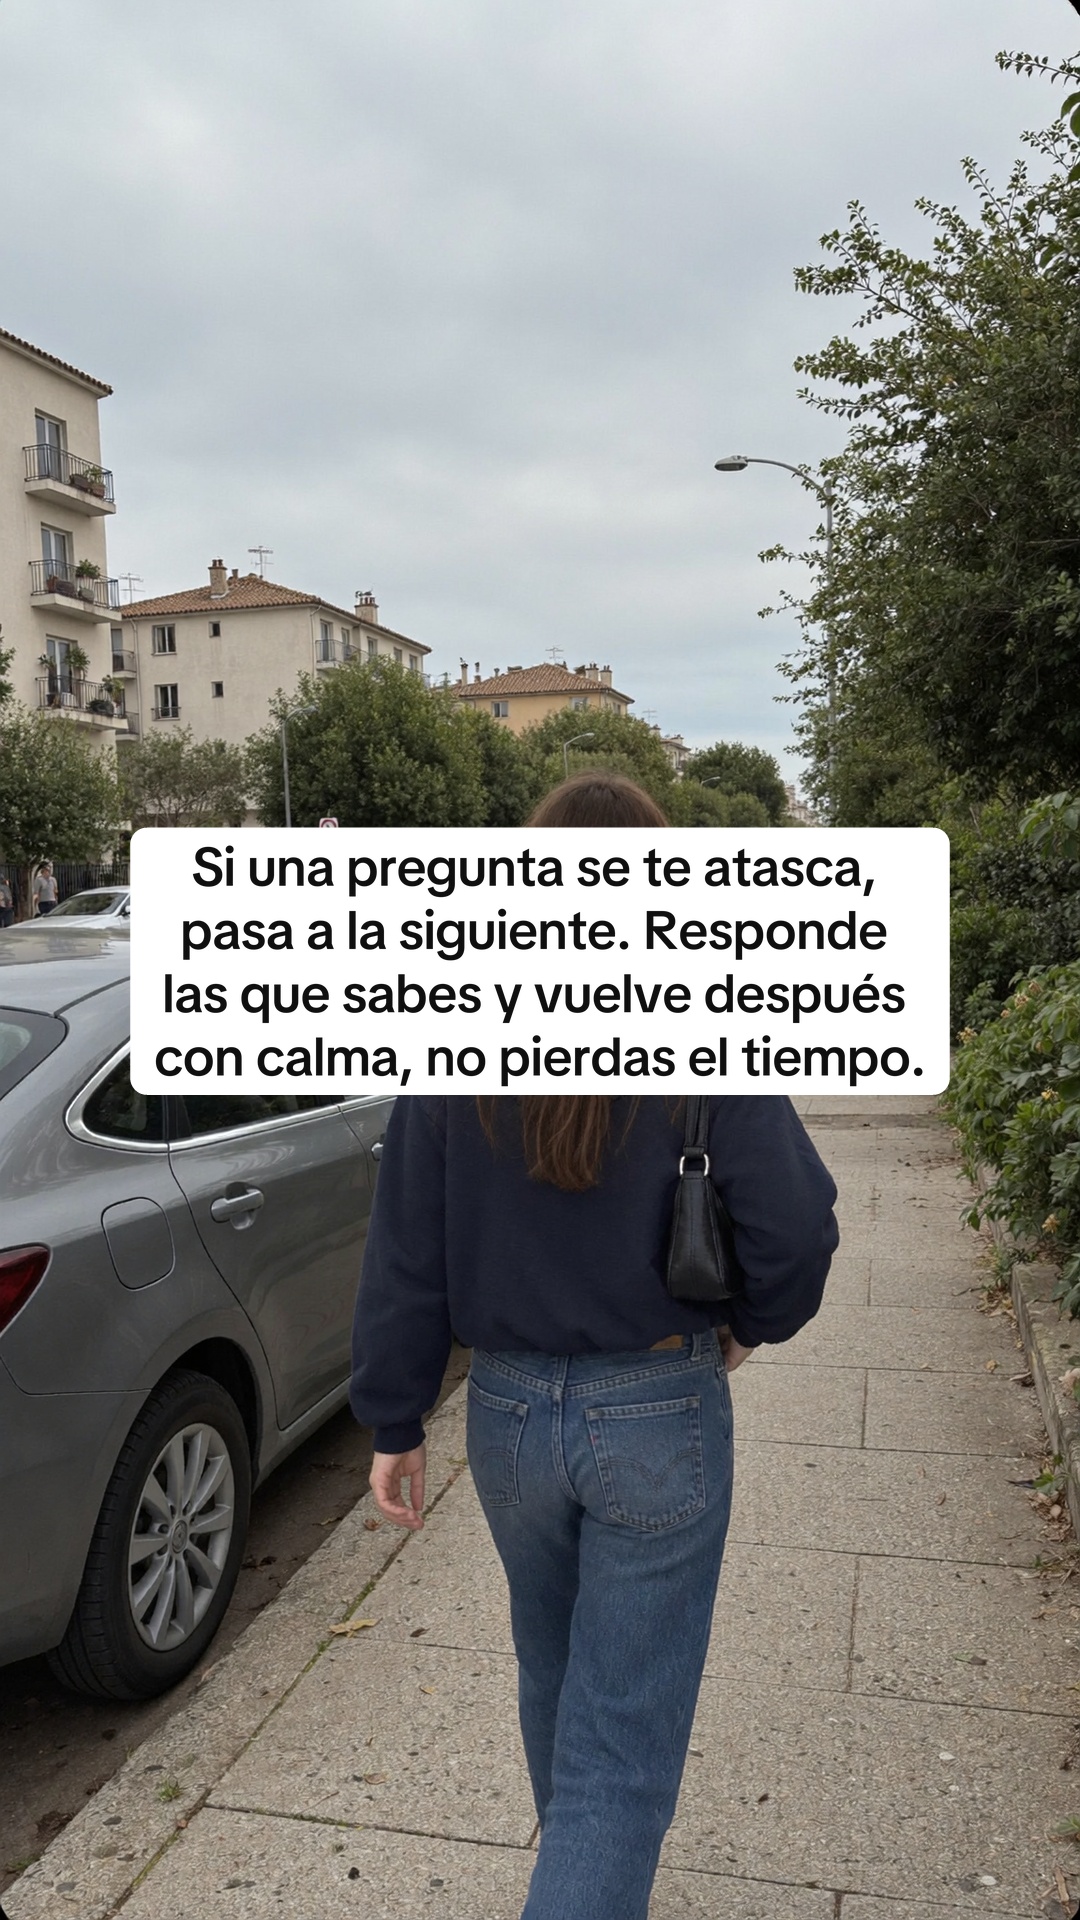 Si una pregunta se te atasca,
pasa a la siguiente. Responde
las que sabes y vuelve después
con calma, no pierdas el tiempo.